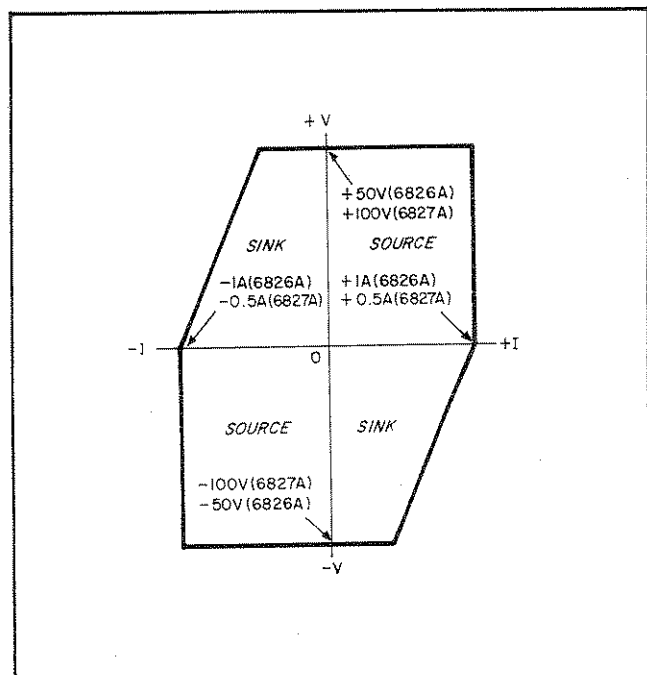 +V
+50V(6826A)
+100V(6827A)
SINK
SOURCE
-1A(6826A)
-0.5A(6827A)
+1A(6826A)
+0.5A(6827A)
-I
+I
0
SOURCE
SINK
-100V(6827A)
-50V(6826A)
-V